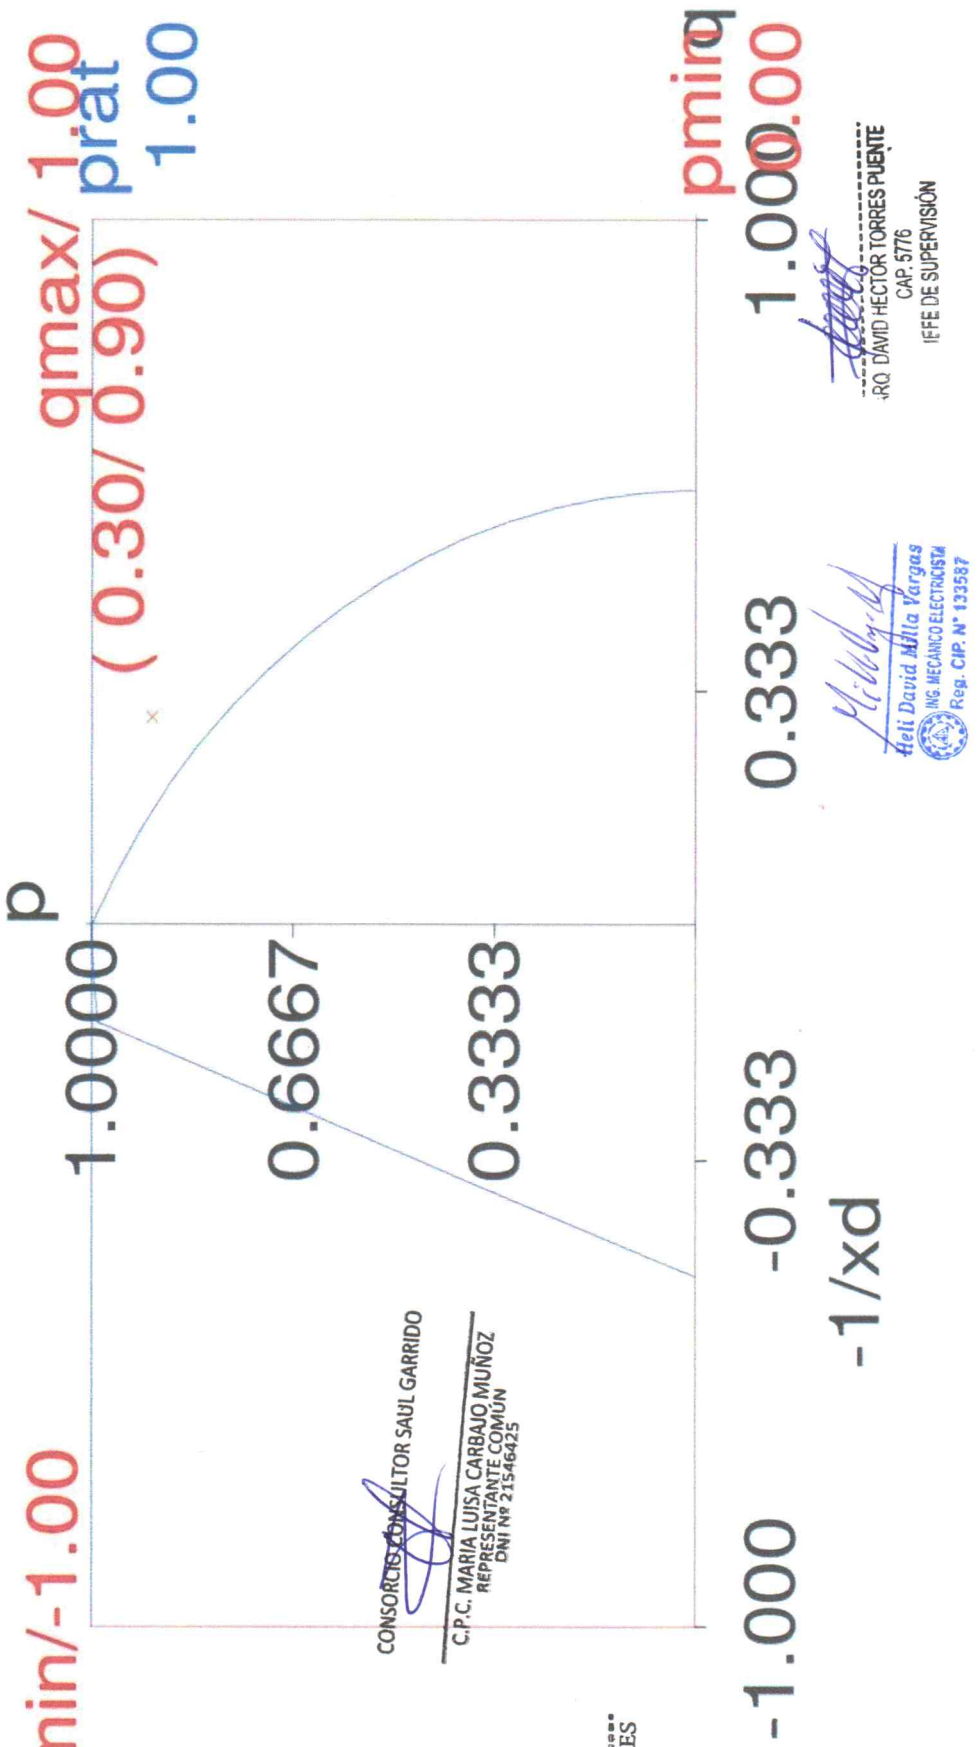 min/-1.00
p
qmax/ 1.00
prat
1.00
( 0.30/ 0.90)
1.0000
0.6667
0.3333
pmin
q
0.00
-1.000
-0.333
0.333
1.000
-1/xd
CONSORCIO CONSULTOR SAUL GARRIDO
C.P.C. MARIA LUISA CARBAJO MUÑOZ
REPRESENTANTE COMÚN
DNI Nº 21546425
ES
Heli David Milla Vargas
ING. MECÁNICO ELECTRICISTA
Reg. CIP. N° 133587
RQ. DAVID HECTOR TORRES PUENTE
CAP. 5776
JEFE DE SUPERVISIÓN